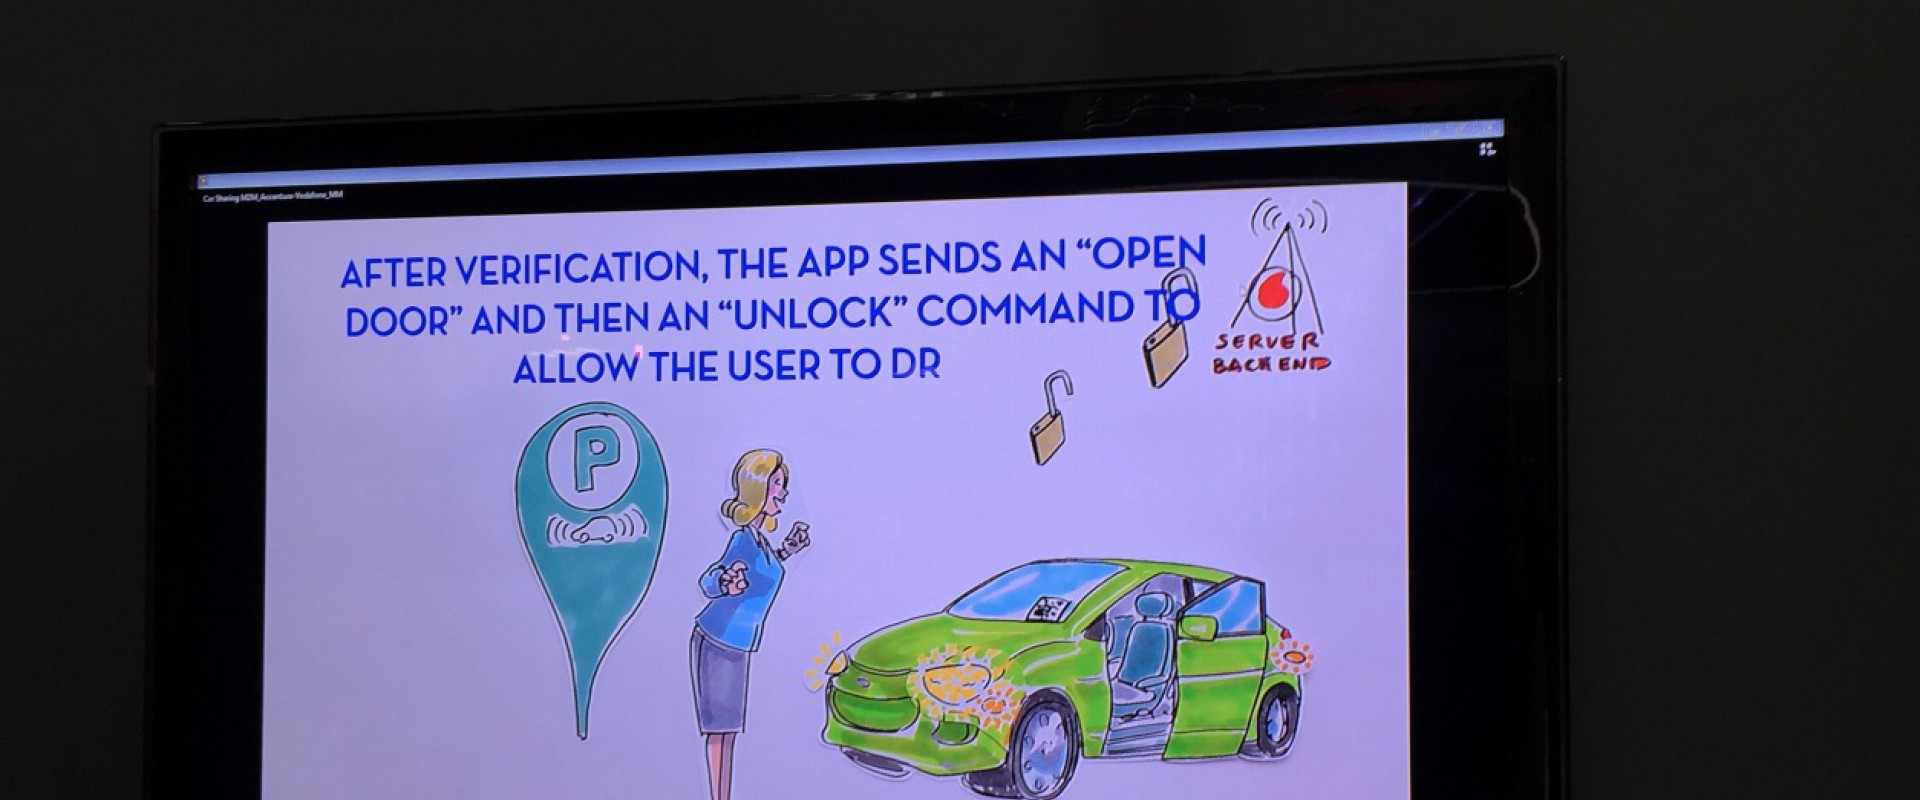 Car Sharing M2M_Accenture-Vodafone_MM
AFTER VERIFICATION, THE APP SENDS AN “OPEN
DOOR” AND THEN AN “UNLOCK” COMMAND TO
ALLOW THE USER TO DR
SERVER
BACK END
P